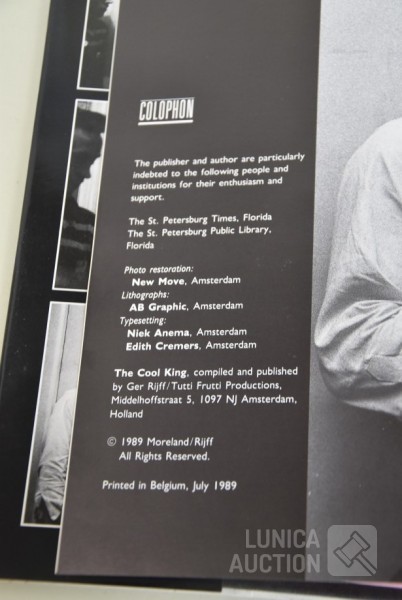 COLOPHON
The publisher and author are particularly
indebted to the following people and
institutions for their enthusiasm and
support.
The St. Petersburg Times, Florida
The St. Petersburg Public Library,
Florida
Photo restoration:
New Move, Amsterdam
Lithographs:
AB Graphic, Amsterdam
Typesetting:
Niek Anema, Amsterdam
Edith Cremers, Amsterdam
The Cool King, compiled and published
by Ger Rijff/Tutti Frutti Productions,
Middelhoffstraat 5, 1097 NJ Amsterdam,
Holland
© 1989 Moreland/Rijff
All Rights Reserved.
Printed in Belgium, July 1989
LUNICA
AUCTION